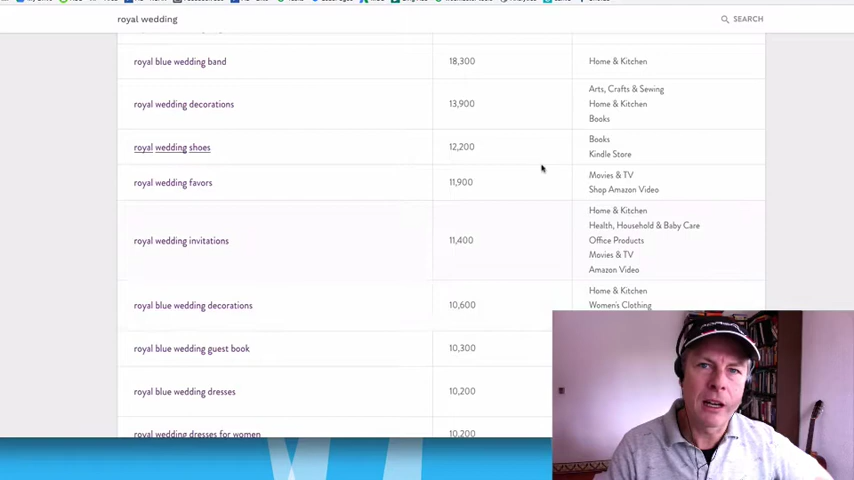 royal wedding
SEARCH
royal blue wedding band 18,300 Home & Kitchen
royal wedding decorations 13,900 Arts, Crafts & Sewing
Home & Kitchen
Books
royal wedding shoes 12,200 Books
Kindle Store
royal wedding favors 11,900 Movies & TV
Shop Amazon Video
royal wedding invitations 11,400 Home & Kitchen
Health, Household & Baby Care
Office Products
Movies & TV
Amazon Video
royal blue wedding decorations 10,600 Home & Kitchen
Women's Clothing
royal blue wedding guest book 10,300
royal blue wedding dresses 10,200
royal wedding dresses for women 10,200